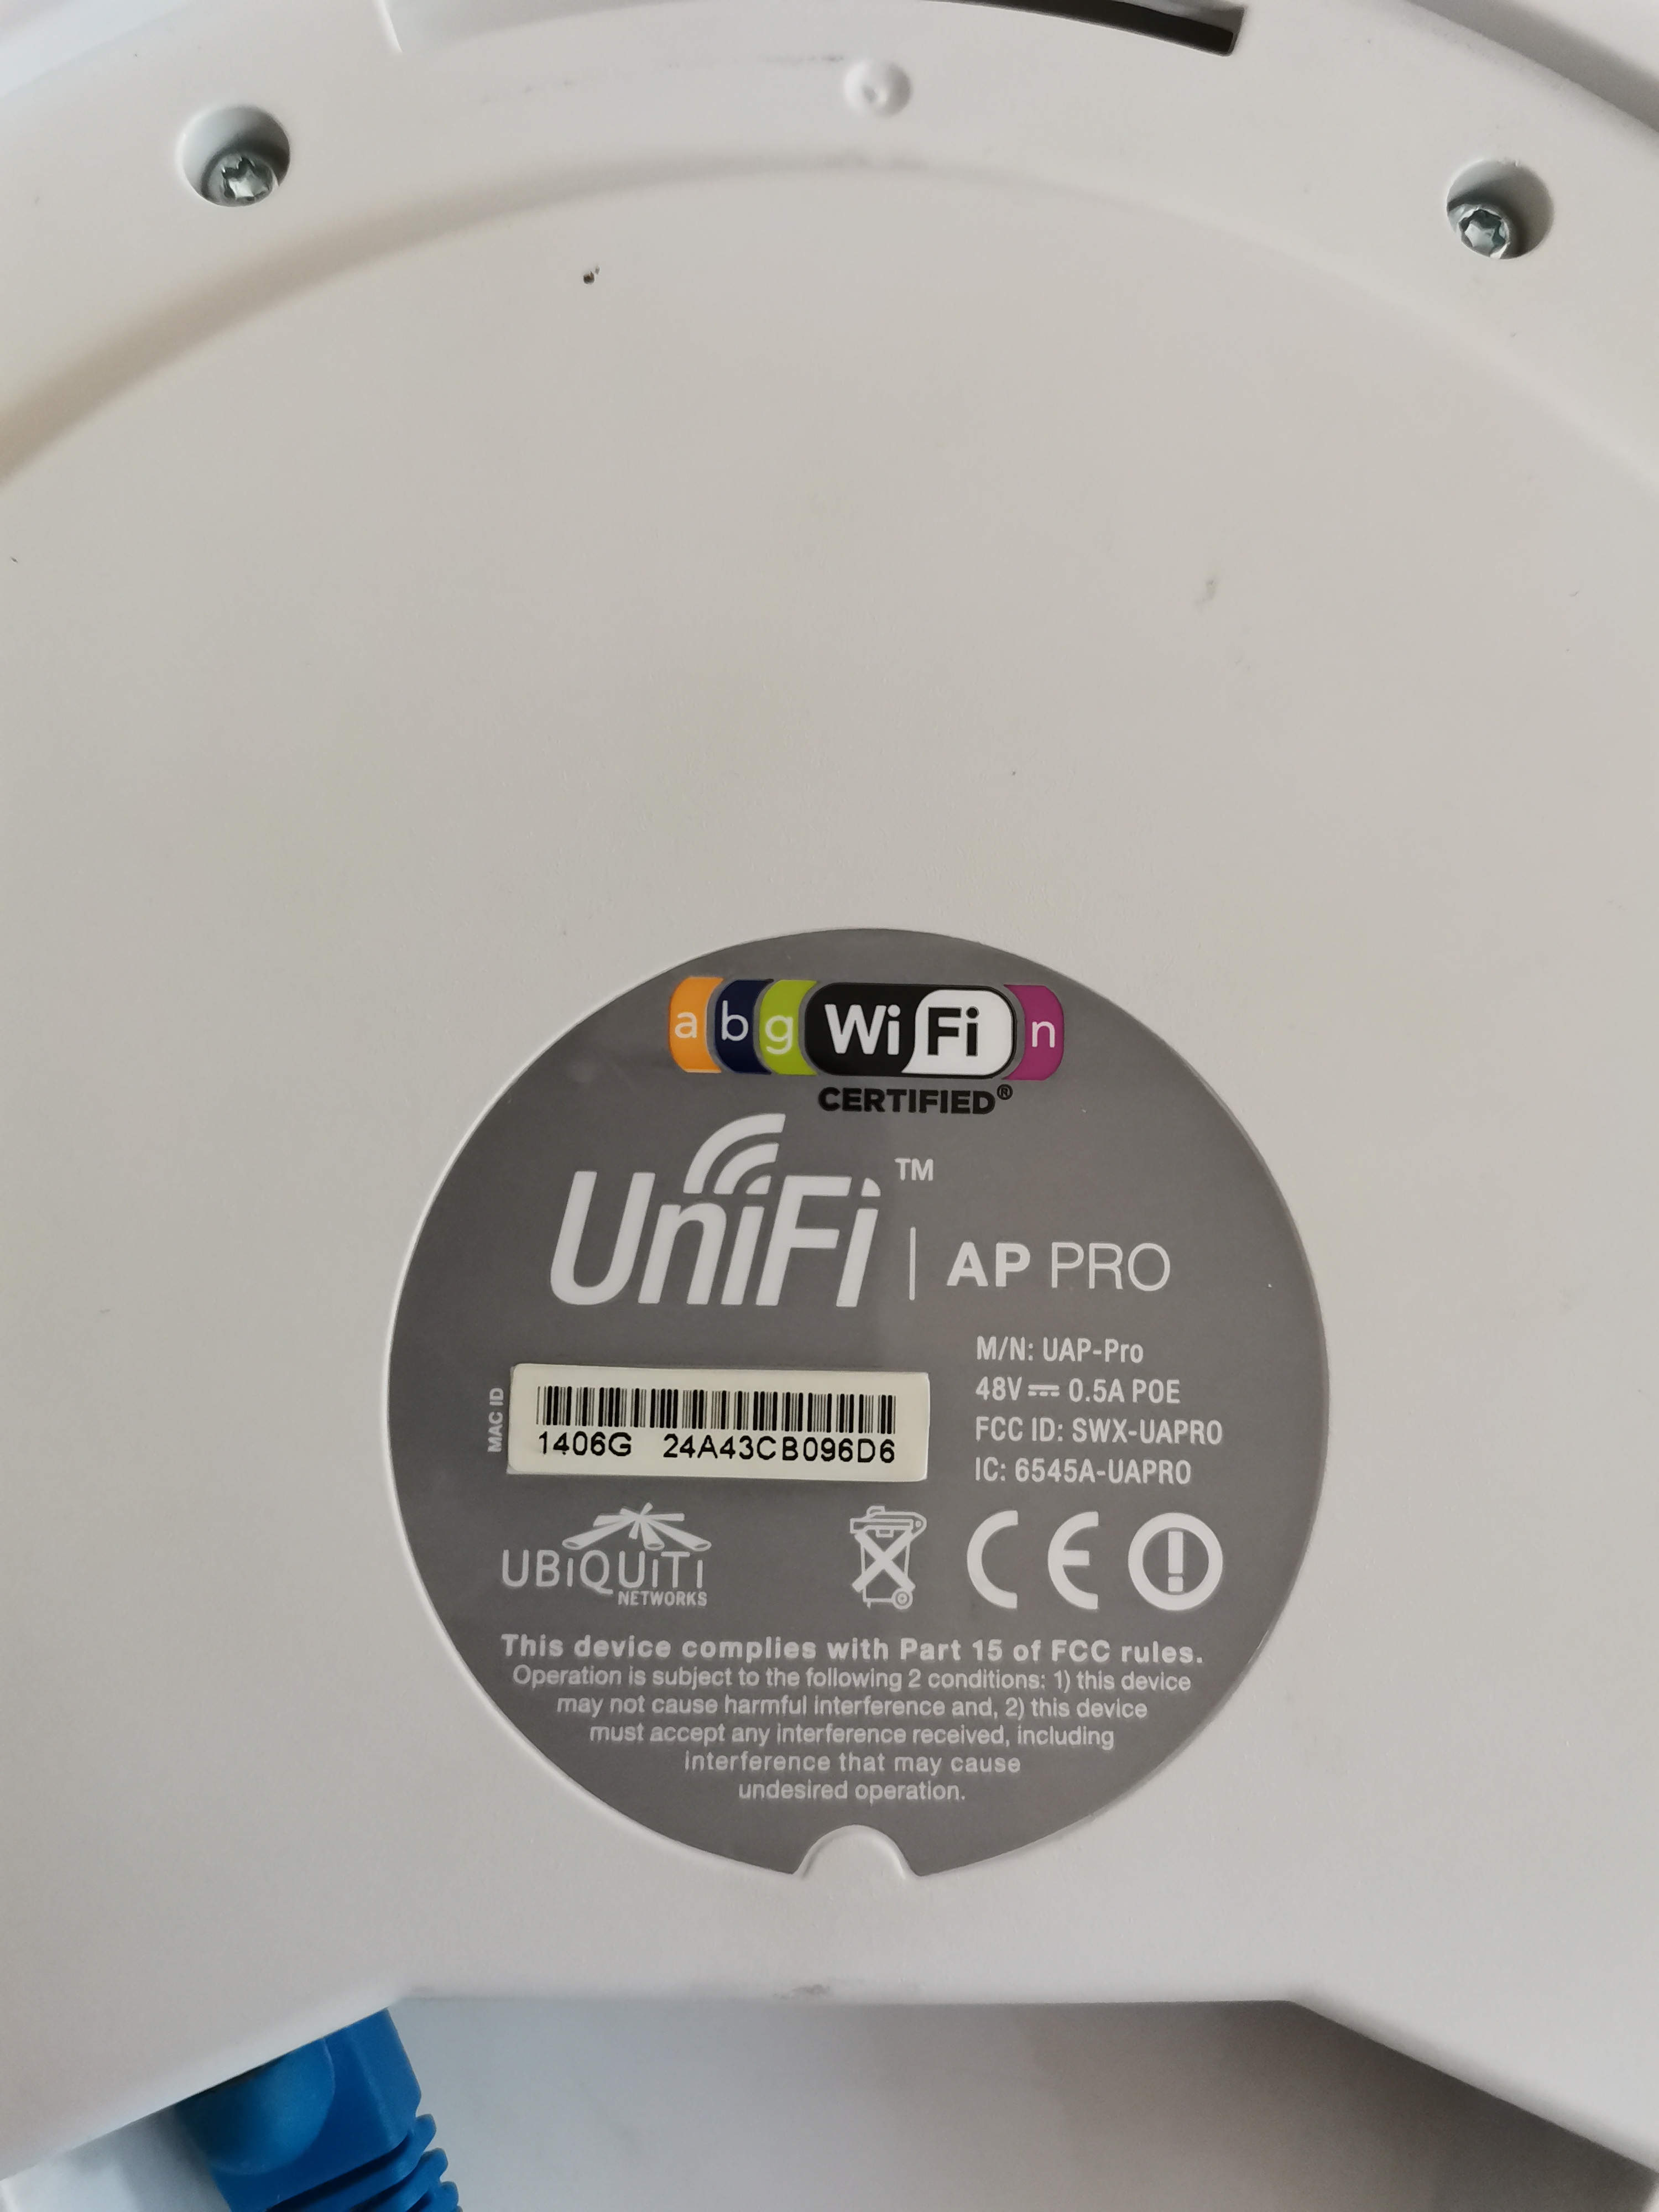 a b g WiFi n
CERTIFIED®
UniFi™ | AP PRO
M/N: UAP-Pro
48V 0.5A POE
FCC ID: SWX-UAPRO
IC: 6545A-UAPRO
MAC ID
1406G 24A43CB096D6
UBiQUiTi
NETWORKS
CE
This device complies with Part 15 of FCC rules.
Operation is subject to the following 2 conditions: 1) this device
may not cause harmful interference and, 2) this device
must accept any interference received, including
interference that may cause
undesired operation.